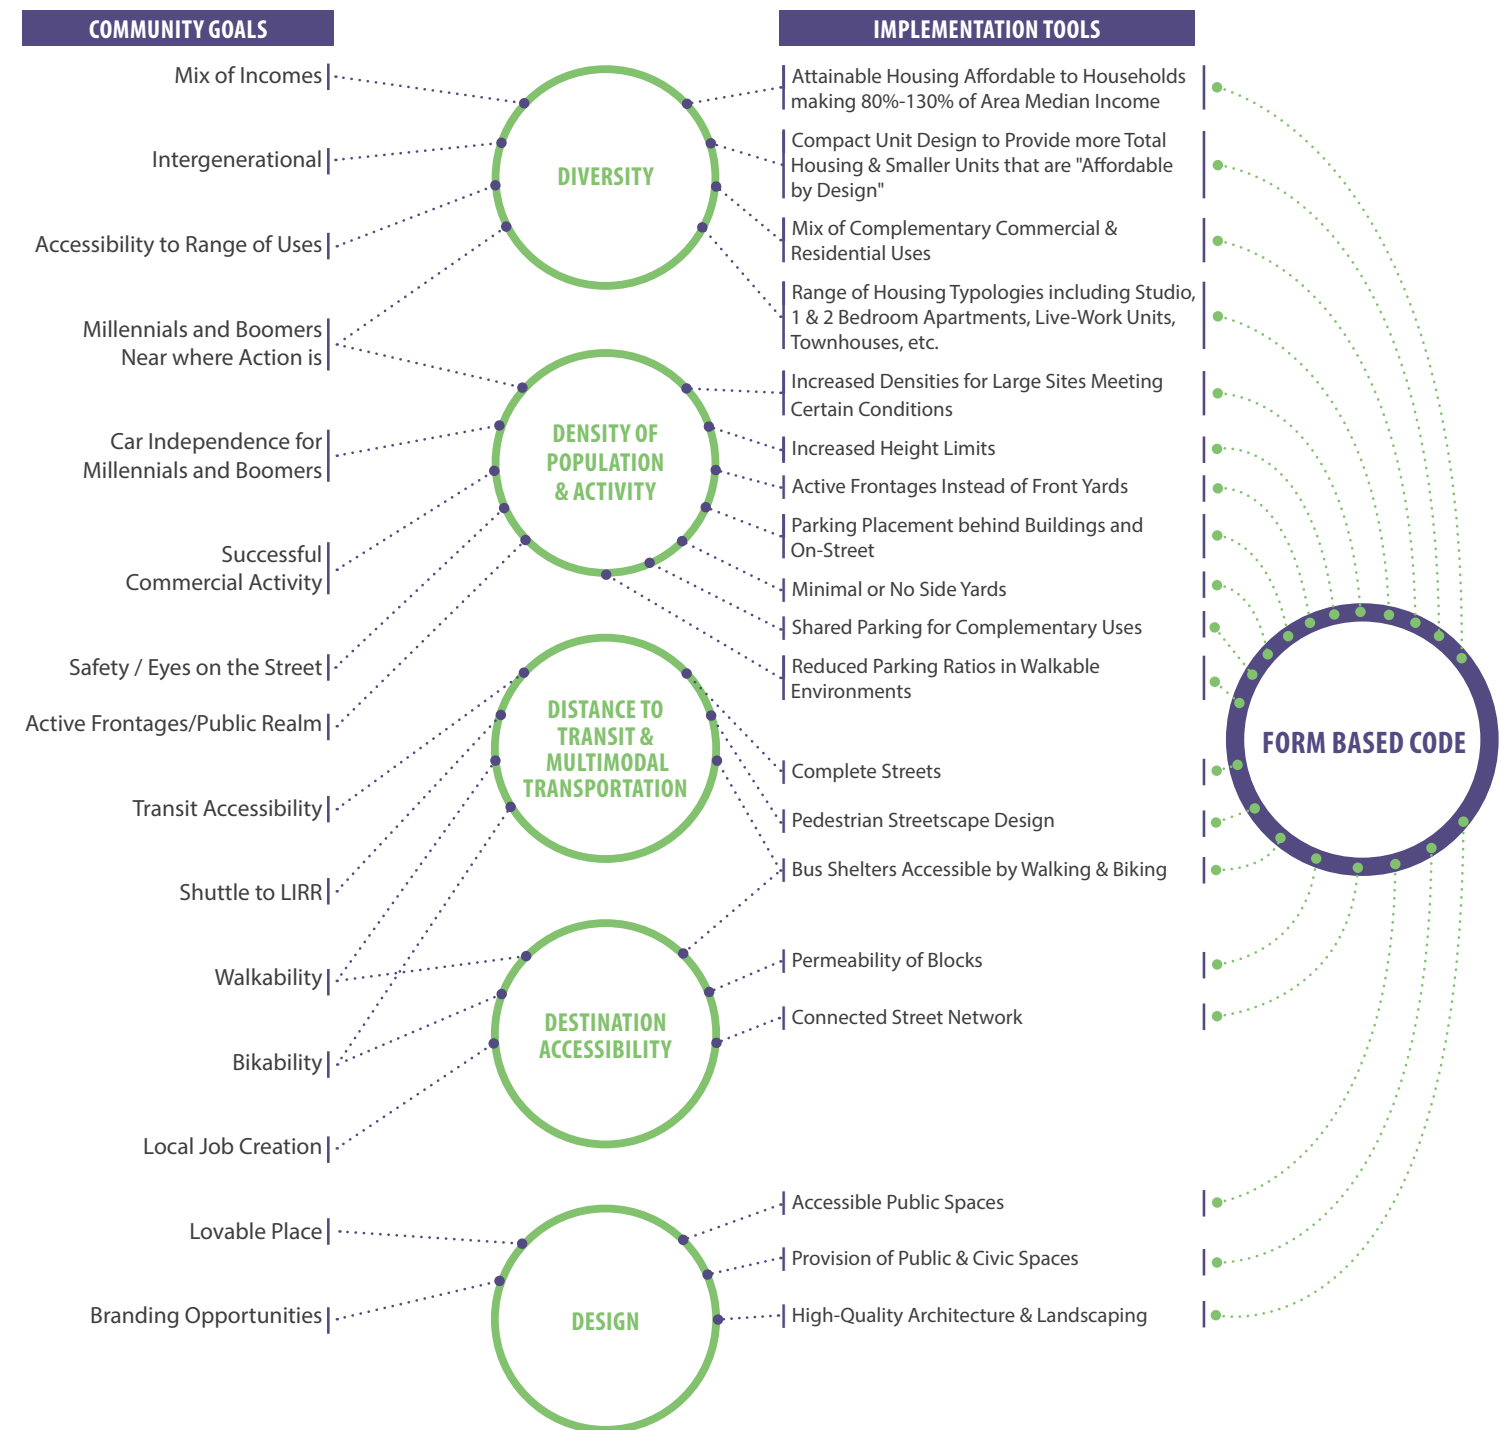 COMMUNITY GOALS
Mix of Incomes
Intergenerational
Accessibility to Range of Uses
Millennials and Boomers
Near where Action is
Car Independence for
Millennials and Boomers
Successful
Commercial Activity
Safety / Eyes on the Street
Active Frontages/Public Realm
Transit Accessibility
Shuttle to LIRR
Walkability
Bikability
Local Job Creation
Lovable Place
Branding Opportunities
DIVERSITY
DENSITY OF
POPULATION
& ACTIVITY
DISTANCE TO
TRANSIT &
MULTIMODAL
TRANSPORTATION
DESTINATION
ACCESSIBILITY
DESIGN
IMPLEMENTATION TOOLS
Attainable Housing Affordable to Households
making 80%-130% of Area Median Income
Compact Unit Design to Provide more Total
Housing & Smaller Units that are "Affordable
by Design"
Mix of Complementary Commercial &
Residential Uses
Range of Housing Typologies including Studio,
1 & 2 Bedroom Apartments, Live-Work Units,
Townhouses, etc.
Increased Densities for Large Sites Meeting
Certain Conditions
Increased Height Limits
Active Frontages Instead of Front Yards
Parking Placement behind Buildings and
On-Street
Minimal or No Side Yards
Shared Parking for Complementary Uses
Reduced Parking Ratios in Walkable
Environments
Complete Streets
Pedestrian Streetscape Design
Bus Shelters Accessible by Walking & Biking
Permeability of Blocks
Connected Street Network
Accessible Public Spaces
Provision of Public & Civic Spaces
High-Quality Architecture & Landscaping
FORM BASED CODE